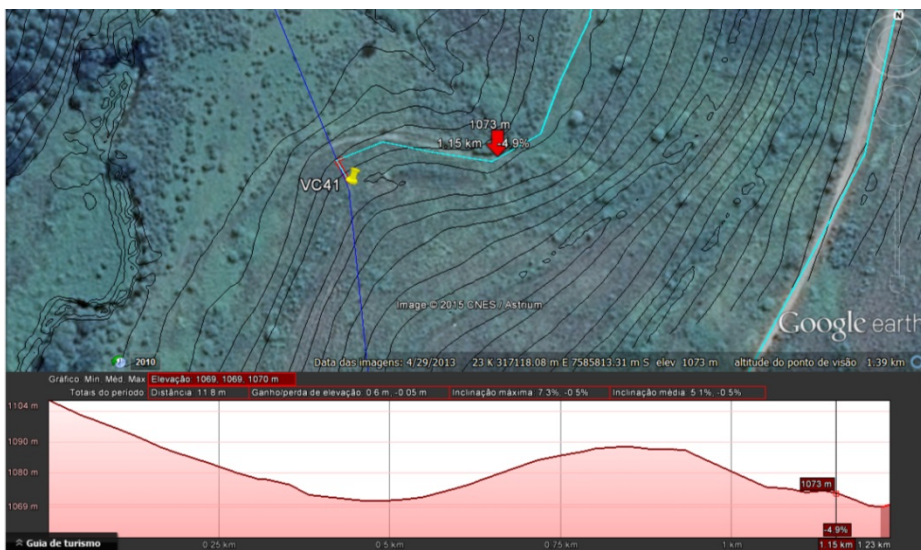 N
1073 m
1.15 km -4.9%
VC41
Image © 2015 CNES / Astrium
Google earth
2010
Data das imagens: 4/29/2013 23 K 317118.08 m E 7585813.31 m S elev 1073 m altitude do ponto de visão 1.39 km
Gráfico: Mín, Méd, Máx Elevação: 1069, 1069, 1070 m
Totais do período: Distância: 11.8 m Ganho/perda de elevação: 0.6 m, -0.05 m Inclinação máxima: 7.3%, -0.5% Inclinação média: 5.1%, -0.5%
1104 m
1090 m
1080 m
1073 m
1069 m
-4.9%
Guia de turismo
0.25 km 0.5 km 0.75 km 1 km 1.15 km 1.23 km